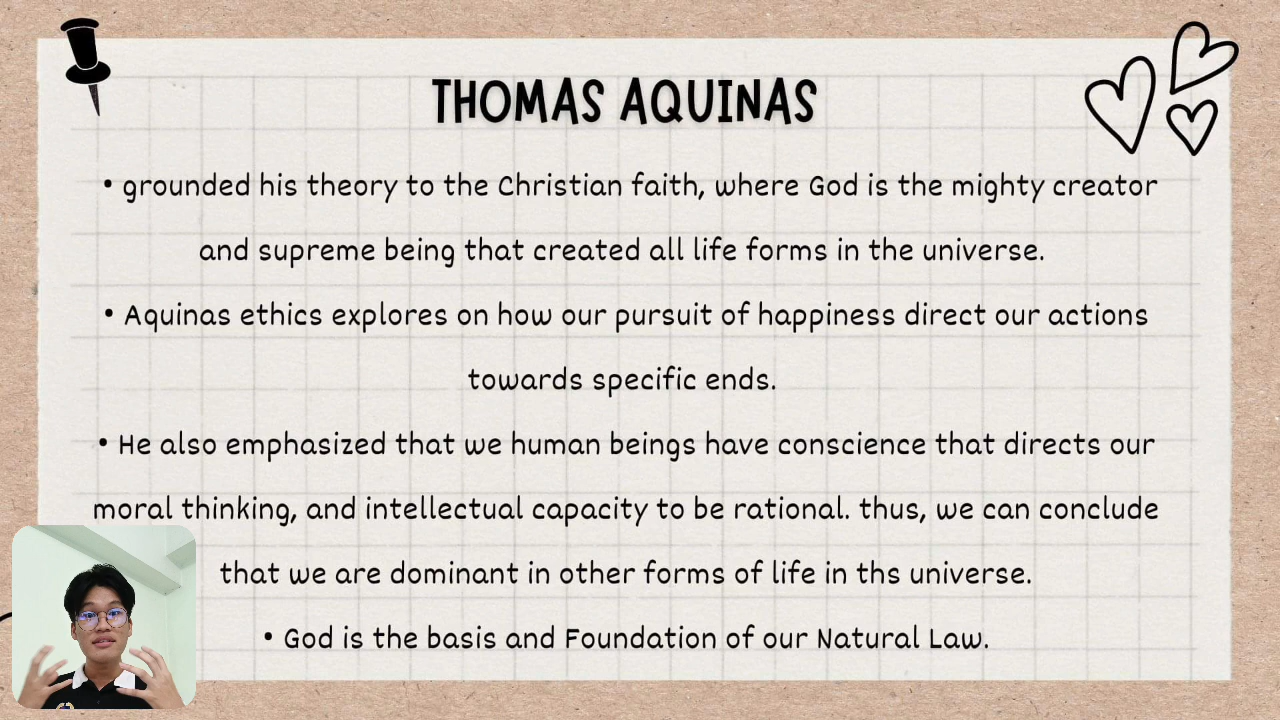 THOMAS AQUINAS
• grounded his theory to the Christian faith, where God is the mighty creator
and supreme being that created all life forms in the universe.
• Aquinas ethics explores on how our pursuit of happiness direct our actions
towards specific ends.
• He also emphasized that we human beings have conscience that directs our
moral thinking, and intellectual capacity to be rational. thus, we can conclude
that we are dominant in other forms of life in ths universe.
• God is the basis and Foundation of our Natural Law.